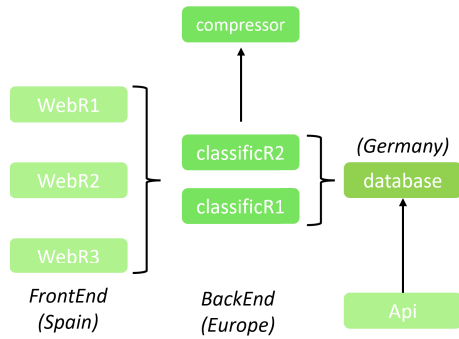 compressor
WebR1
WebR2
WebR3
FrontEnd
(Spain)
classificR2
classificR1
BackEnd
(Europe)
(Germany)
database
Api